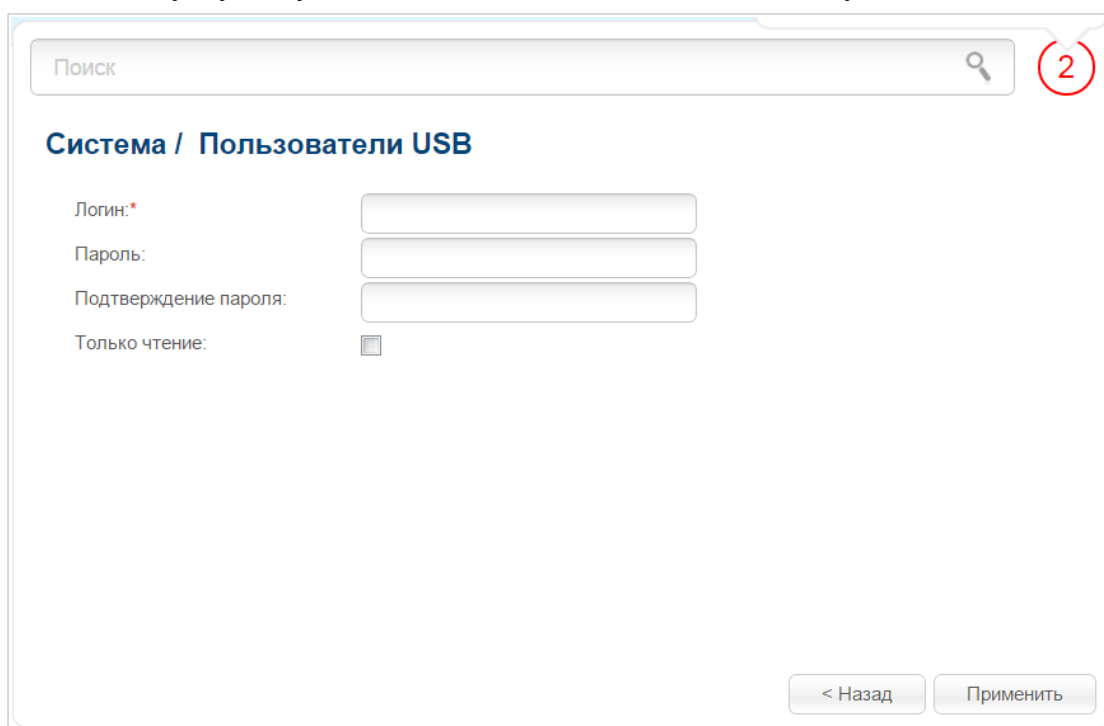 Поиск
2
Система / Пользователи USB
Логин:*
Пароль:
Подтверждение пароля:
Только чтение:
< Назад
Применить